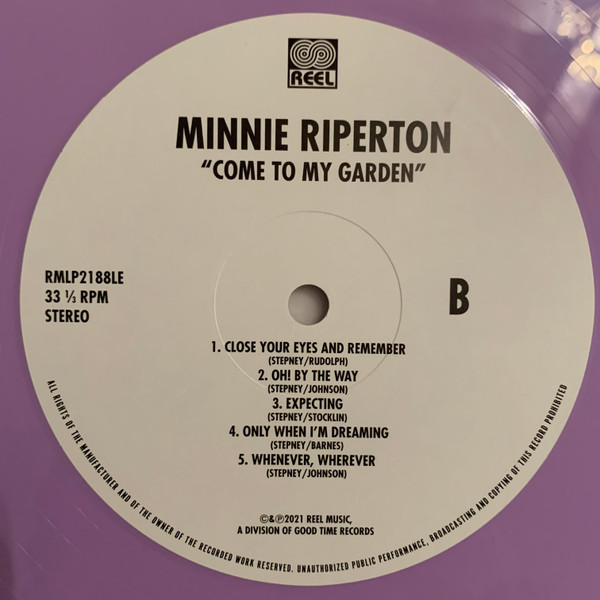 REEL
MINNIE RIPERTON
“COME TO MY GARDEN”
RMLP2188LE
33 ⅓ RPM
STEREO
B
1. CLOSE YOUR EYES AND REMEMBER
(STEPNEY/RUDOLPH)
2. OH! BY THE WAY
(STEPNEY/JOHNSON)
3. EXPECTING
(STEPNEY/STOCKLIN)
4. ONLY WHEN I'M DREAMING
(STEPNEY/BARNES)
5. WHENEVER, WHEREVER
(STEPNEY/JOHNSON)
©&℗2021 REEL MUSIC,
A DIVISION OF GOOD TIME RECORDS
ALL RIGHTS OF THE MANUFACTURER AND OF THE OWNER OF THE RECORDED WORK RESERVED. UNAUTHORIZED PUBLIC PERFORMANCE, BROADCASTING AND COPYING OF THIS RECORD PROHIBITED